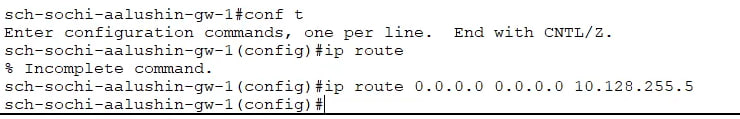 sch-sochi-aalushin-gw-1#conf t
Enter configuration commands, one per line.  End with CNTL/Z.
sch-sochi-aalushin-gw-1(config)#ip route
% Incomplete command.
sch-sochi-aalushin-gw-1(config)#ip route 0.0.0.0 0.0.0.0 10.128.255.5
sch-sochi-aalushin-gw-1(config)#